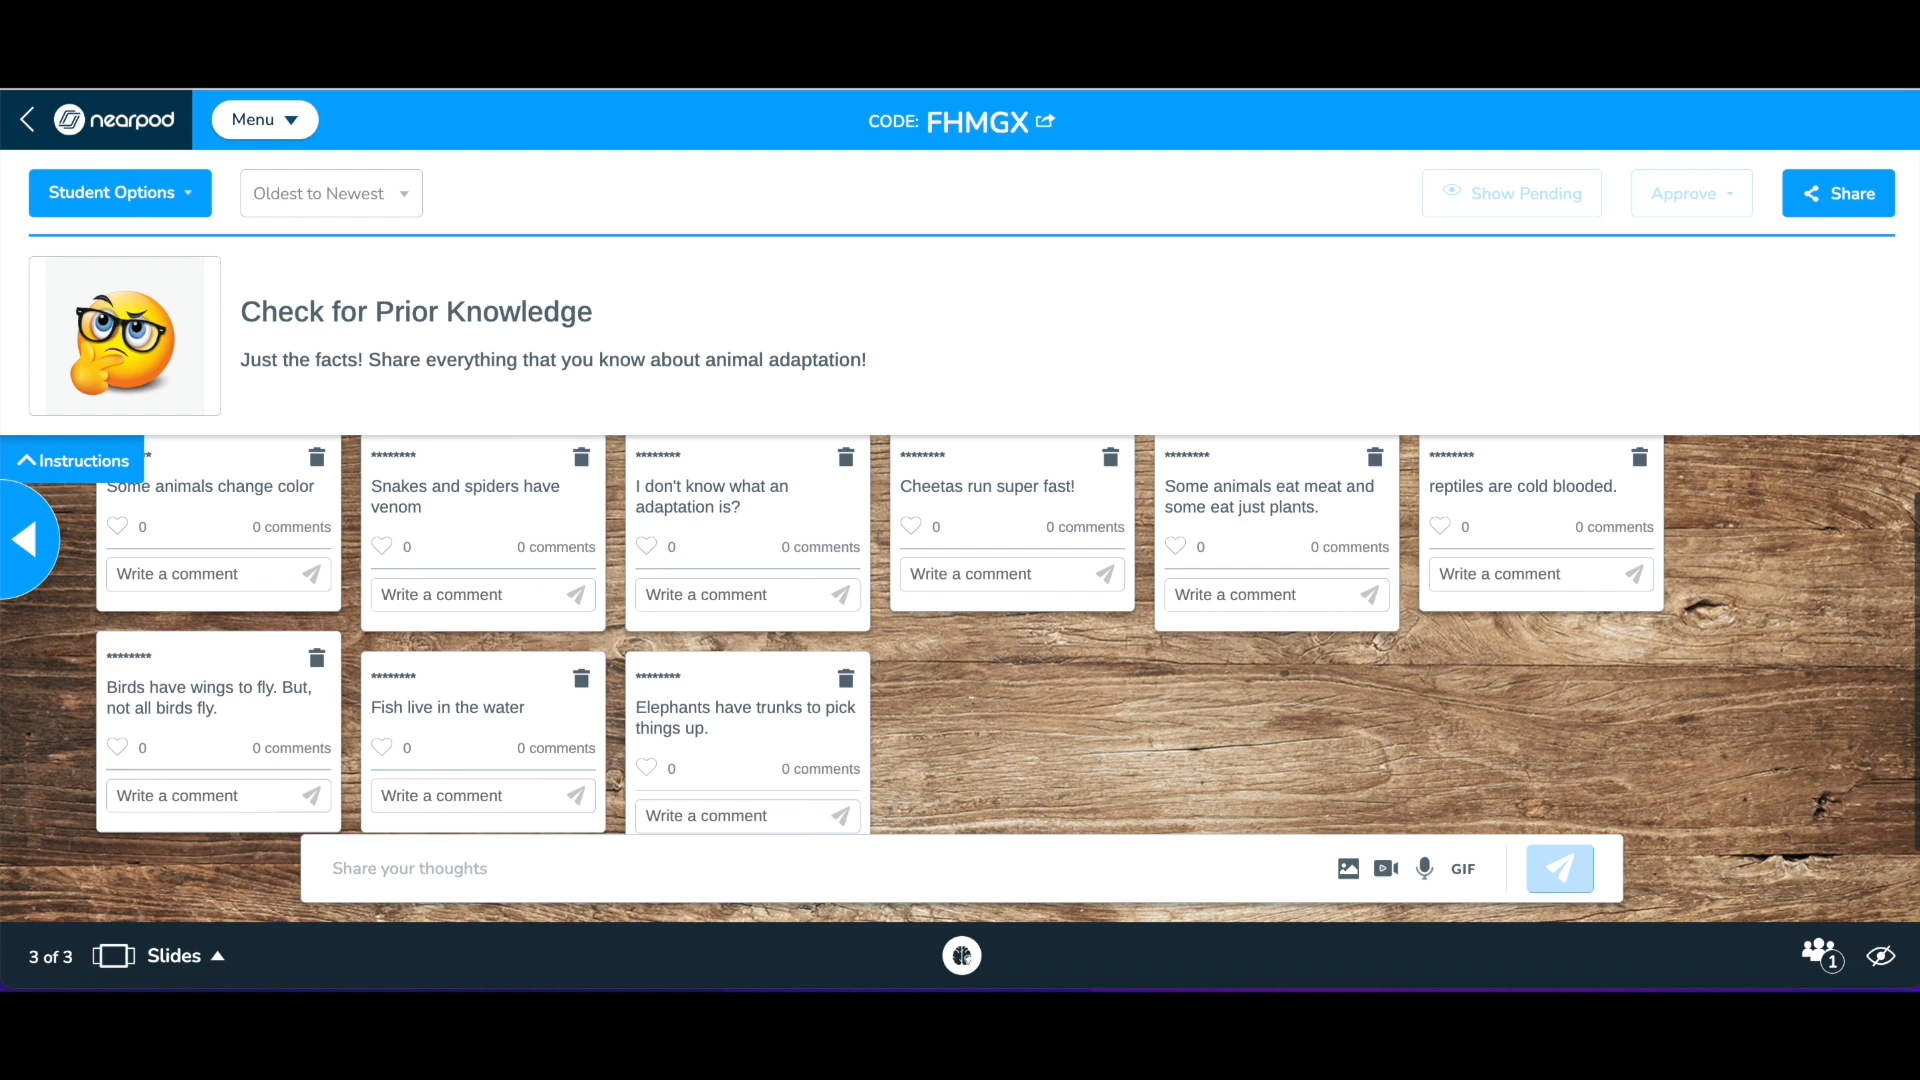 nearpod
Menu
CODE: FHMGX
Student Options
Oldest to Newest
Show Pending
Approve
Share
Check for Prior Knowledge
Just the facts! Share everything that you know about animal adaptation!
Instructions
**
Some animals change color
0
0 comments
Write a comment
********
Snakes and spiders have
venom
0
0 comments
Write a comment
********
I don't know what an
adaptation is?
0
0 comments
Write a comment
********
Cheetas run super fast!
0
0 comments
Write a comment
********
Some animals eat meat and
some eat just plants.
0
0 comments
Write a comment
********
reptiles are cold blooded.
0
0 comments
Write a comment
********
Birds have wings to fly. But,
not all birds fly.
0
0 comments
Write a comment
********
Fish live in the water
0
0 comments
Write a comment
********
Elephants have trunks to pick
things up.
0
0 comments
Write a comment
Share your thoughts
GIF
3 of 3
Slides
1